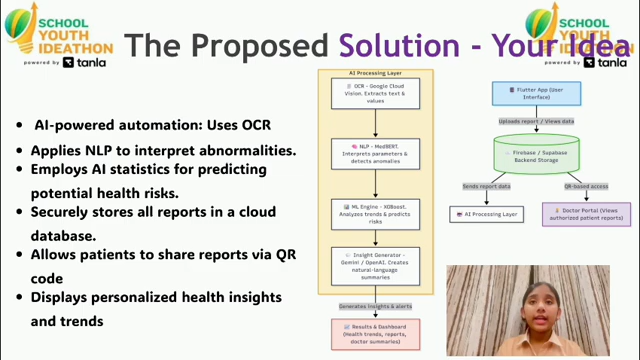 SCHOOL
YOUTH
IDEATHON
powered by tanla
The Proposed Solution - Your Idea
SCHOOL
YOUTH
IDEATHON
powered by tanla
• AI-powered automation: Uses OCR
• Applies NLP to interpret abnormalities.
• Employs AI statistics for predicting
potential health risks.
• Securely stores all reports in a cloud
database.
• Allows patients to share reports via QR
code
• Displays personalized health insights
and trends
AI Processing Layer
OCR - Google Cloud
Vision. Extracts text &
values
NLP - MedBERT.
Interprets parameters &
detects anomalies
ML Engine - XGBoost.
Analyzes trends & predicts
risks
Insight Generator -
Gemini / OpenAI. Creates
natural-language
summaries
Generates insights & alerts
Results & Dashboard
(Health trends, reports,
doctor summaries)
Flutter App (User
Interface)
Uploads report / Views data
Firebase / Supabase
Backend Storage
Sends report data
QR-based access
AI Processing Layer
Doctor Portal (Views
authorized patient reports)